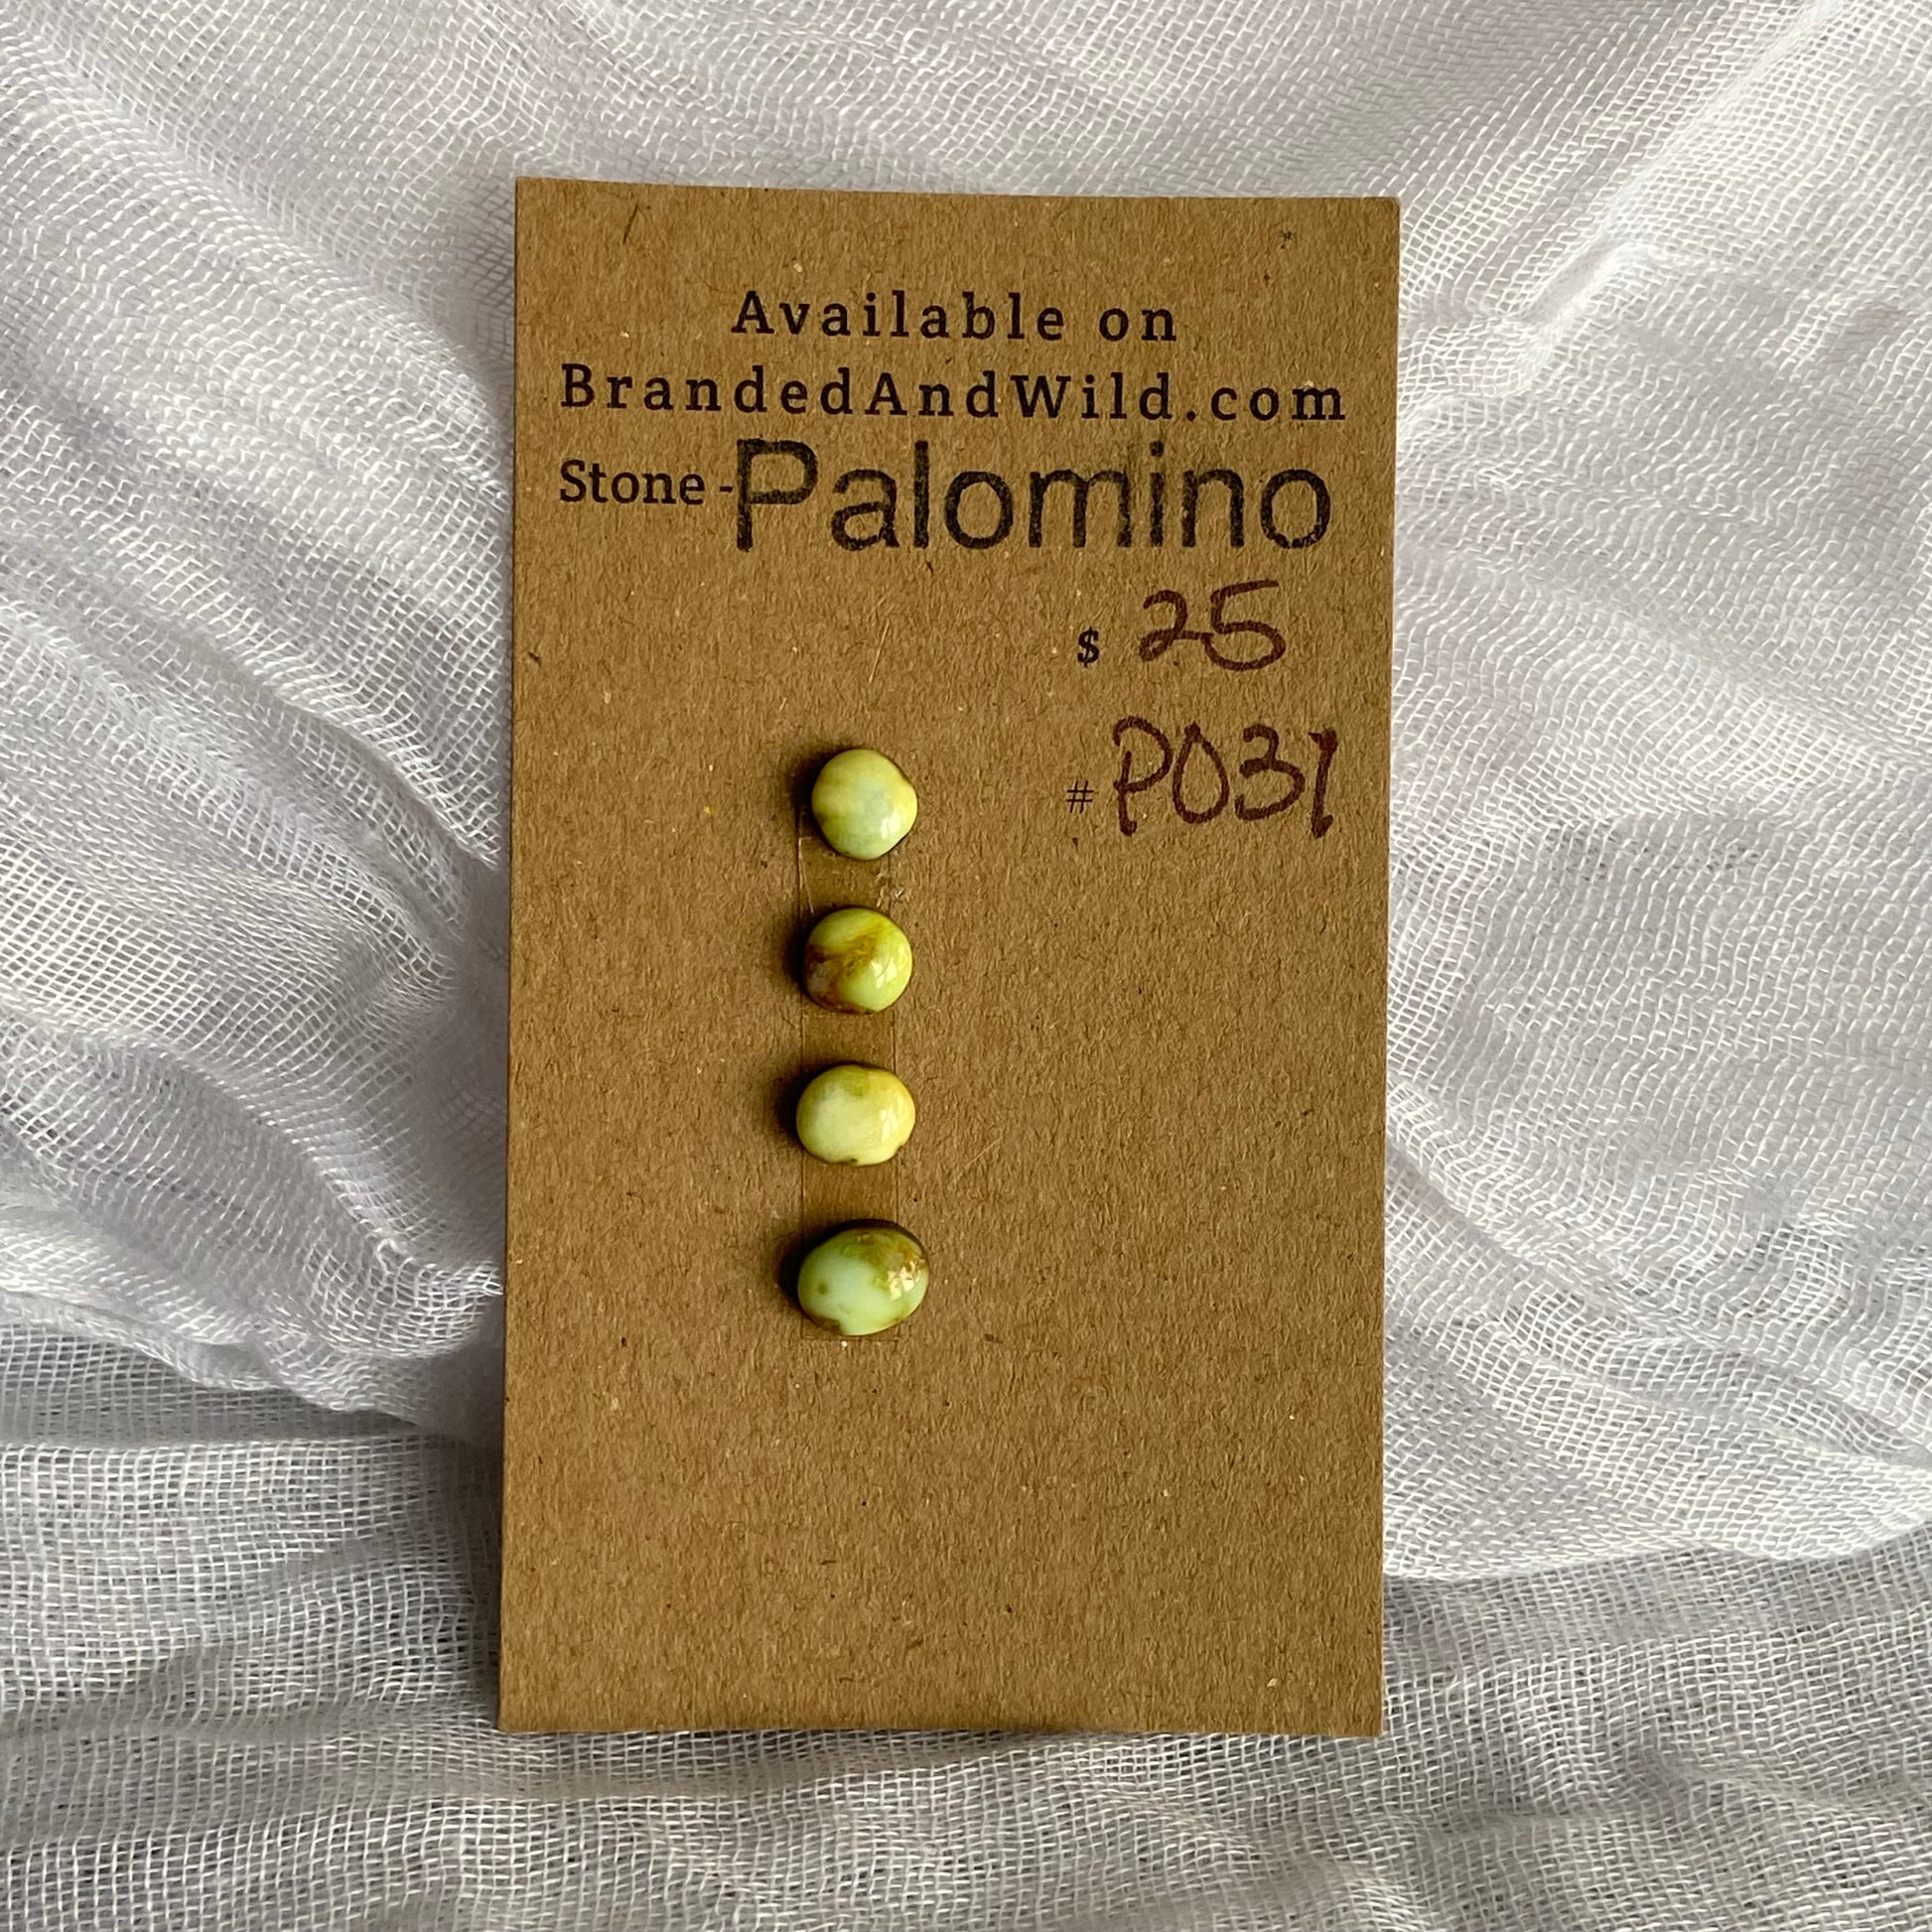 Available on
BrandedAndWild.com
Stone - Palomino
$ 25
# P031